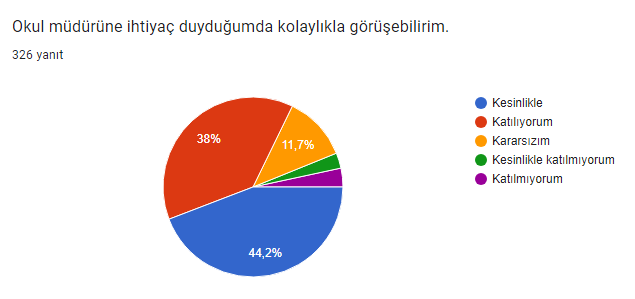 Okul müdürüne ihtiyaç duyduğumda kolaylıkla görüşebilirim.
326 yanıt
Kesinlikle
Katılıyorum
Kararsızım
Kesinlikle katılmıyorum
Katılmıyorum
38%
11,7%
44,2%